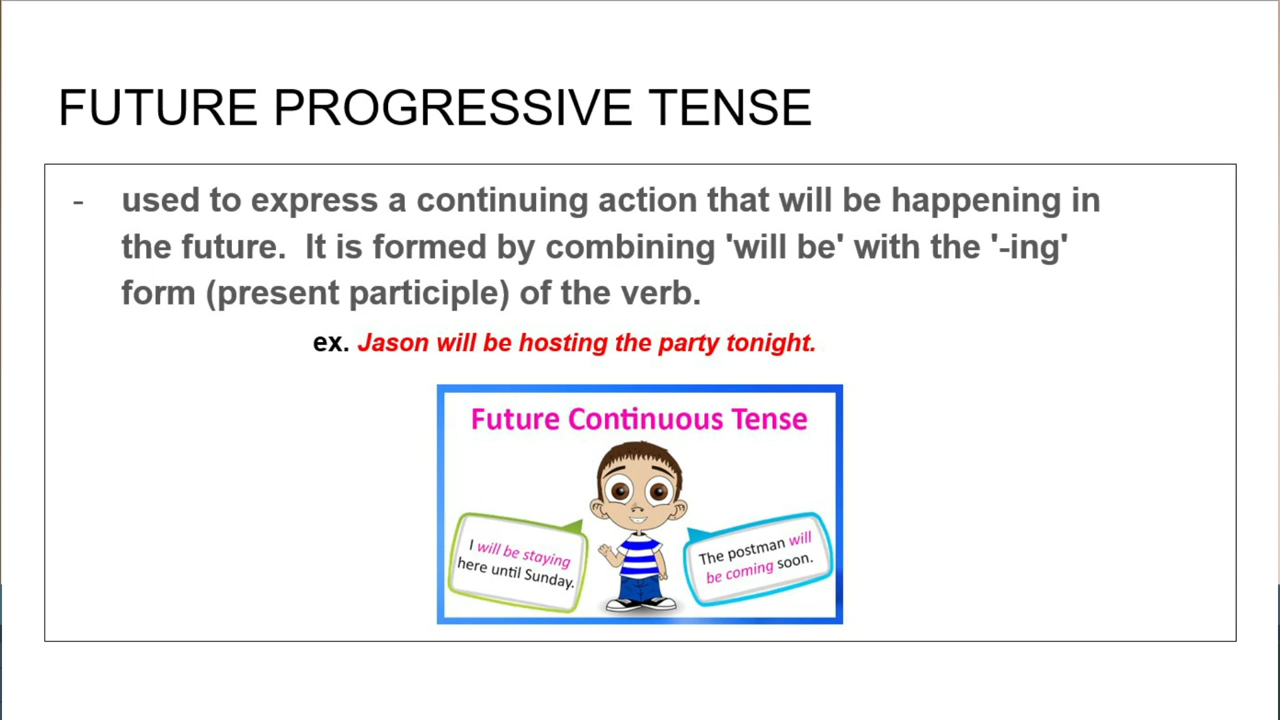 FUTURE PROGRESSIVE TENSE
- used to express a continuing action that will be happening in
the future.  It is formed by combining 'will be' with the '-ing'
form (present participle) of the verb.
ex. Jason will be hosting the party tonight.
Future Continuous Tense
I will be staying
here until Sunday.
The postman will
be coming soon.